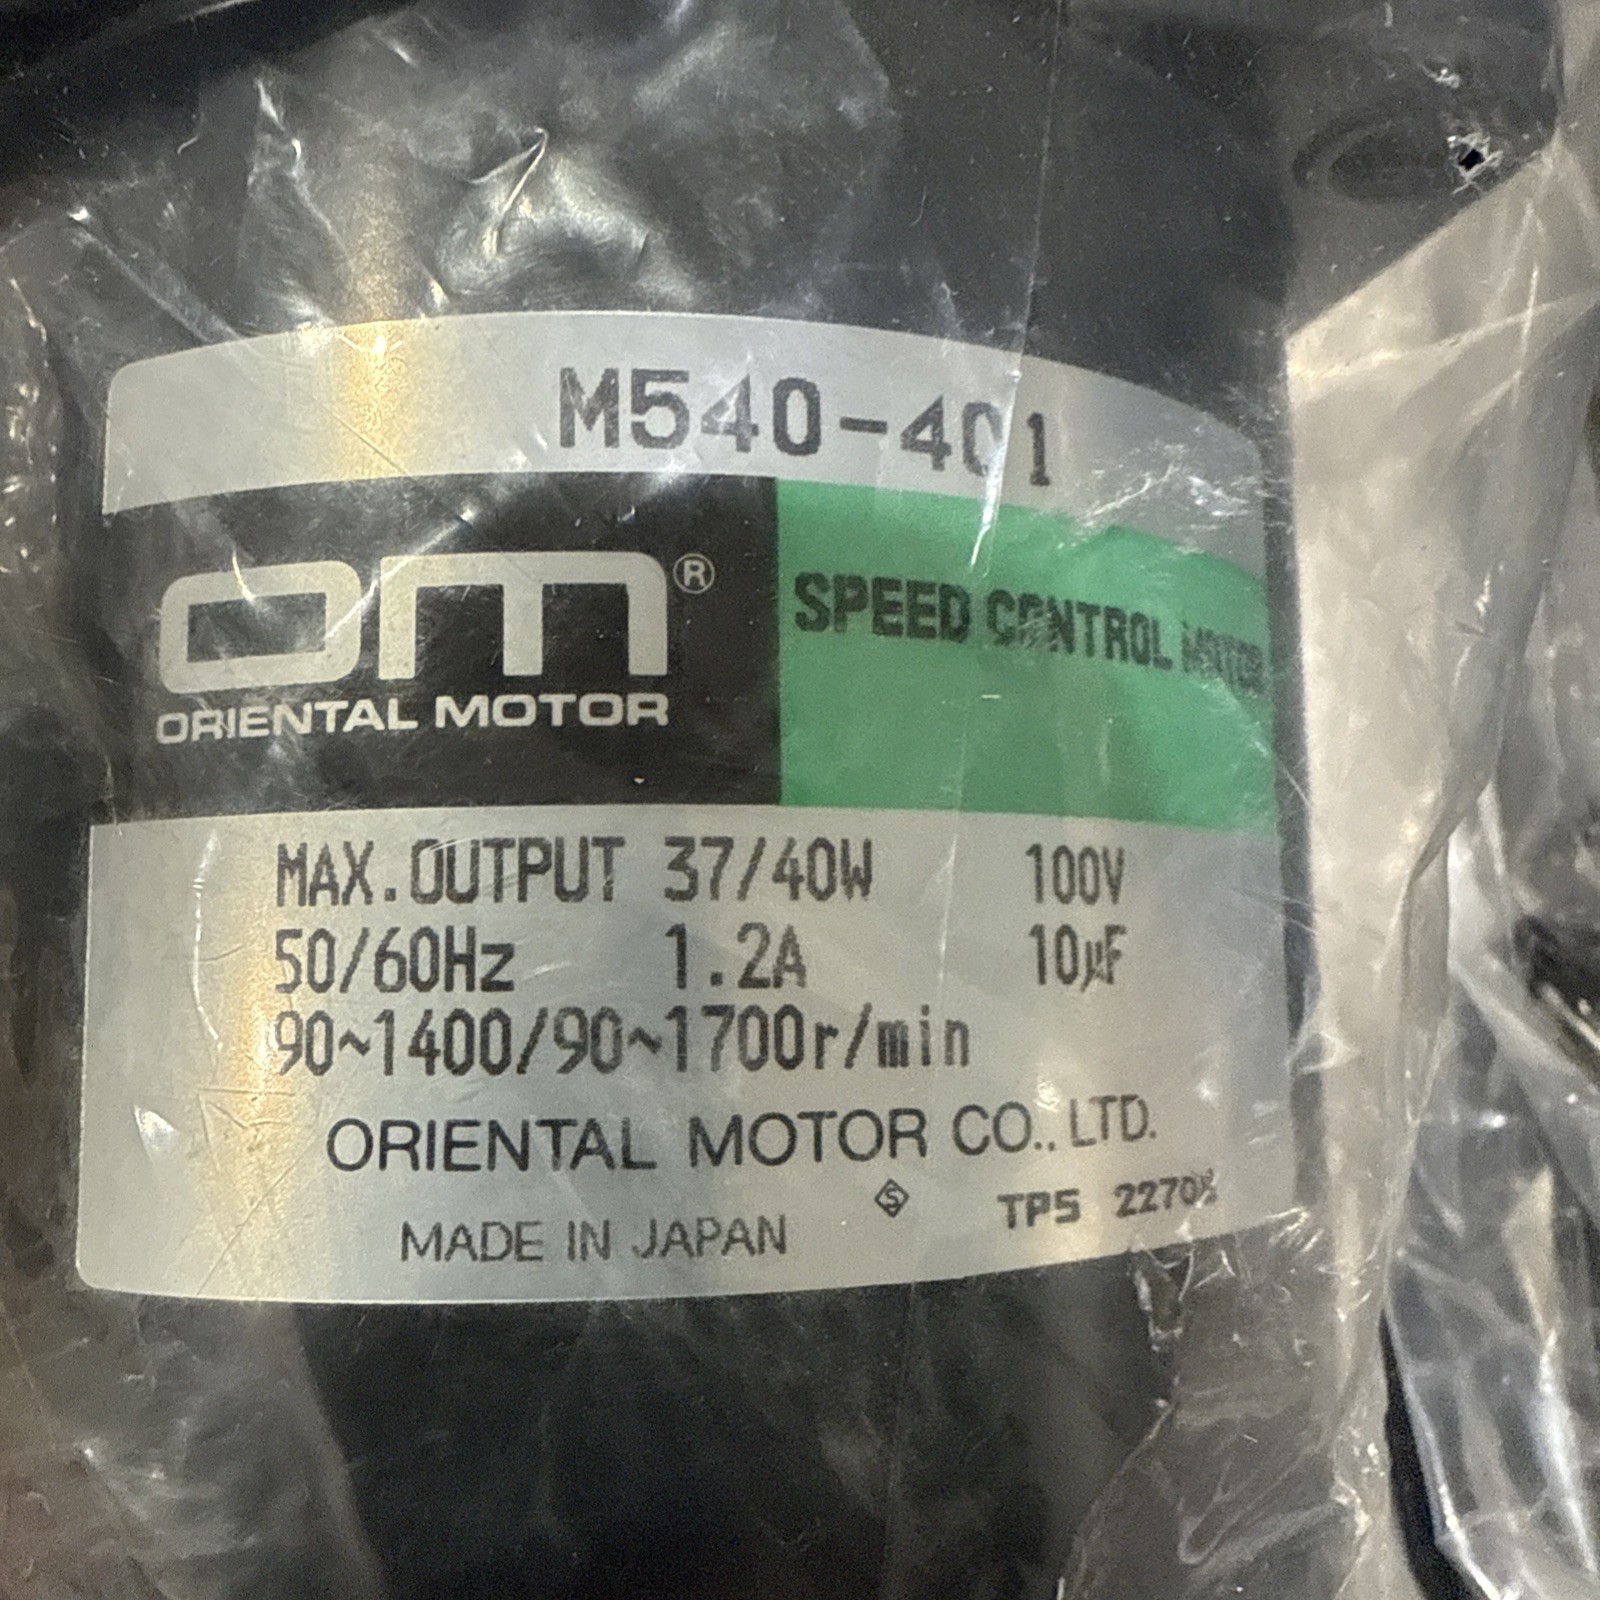 M540-401
om®
ORIENTAL MOTOR
SPEED CONTROL MOTOR
MAX.OUTPUT 37/40W 100V
50/60Hz 1.2A 10µF
90~1400/90~1700r/min
ORIENTAL MOTOR CO., LTD.
MADE IN JAPAN
S
TP5